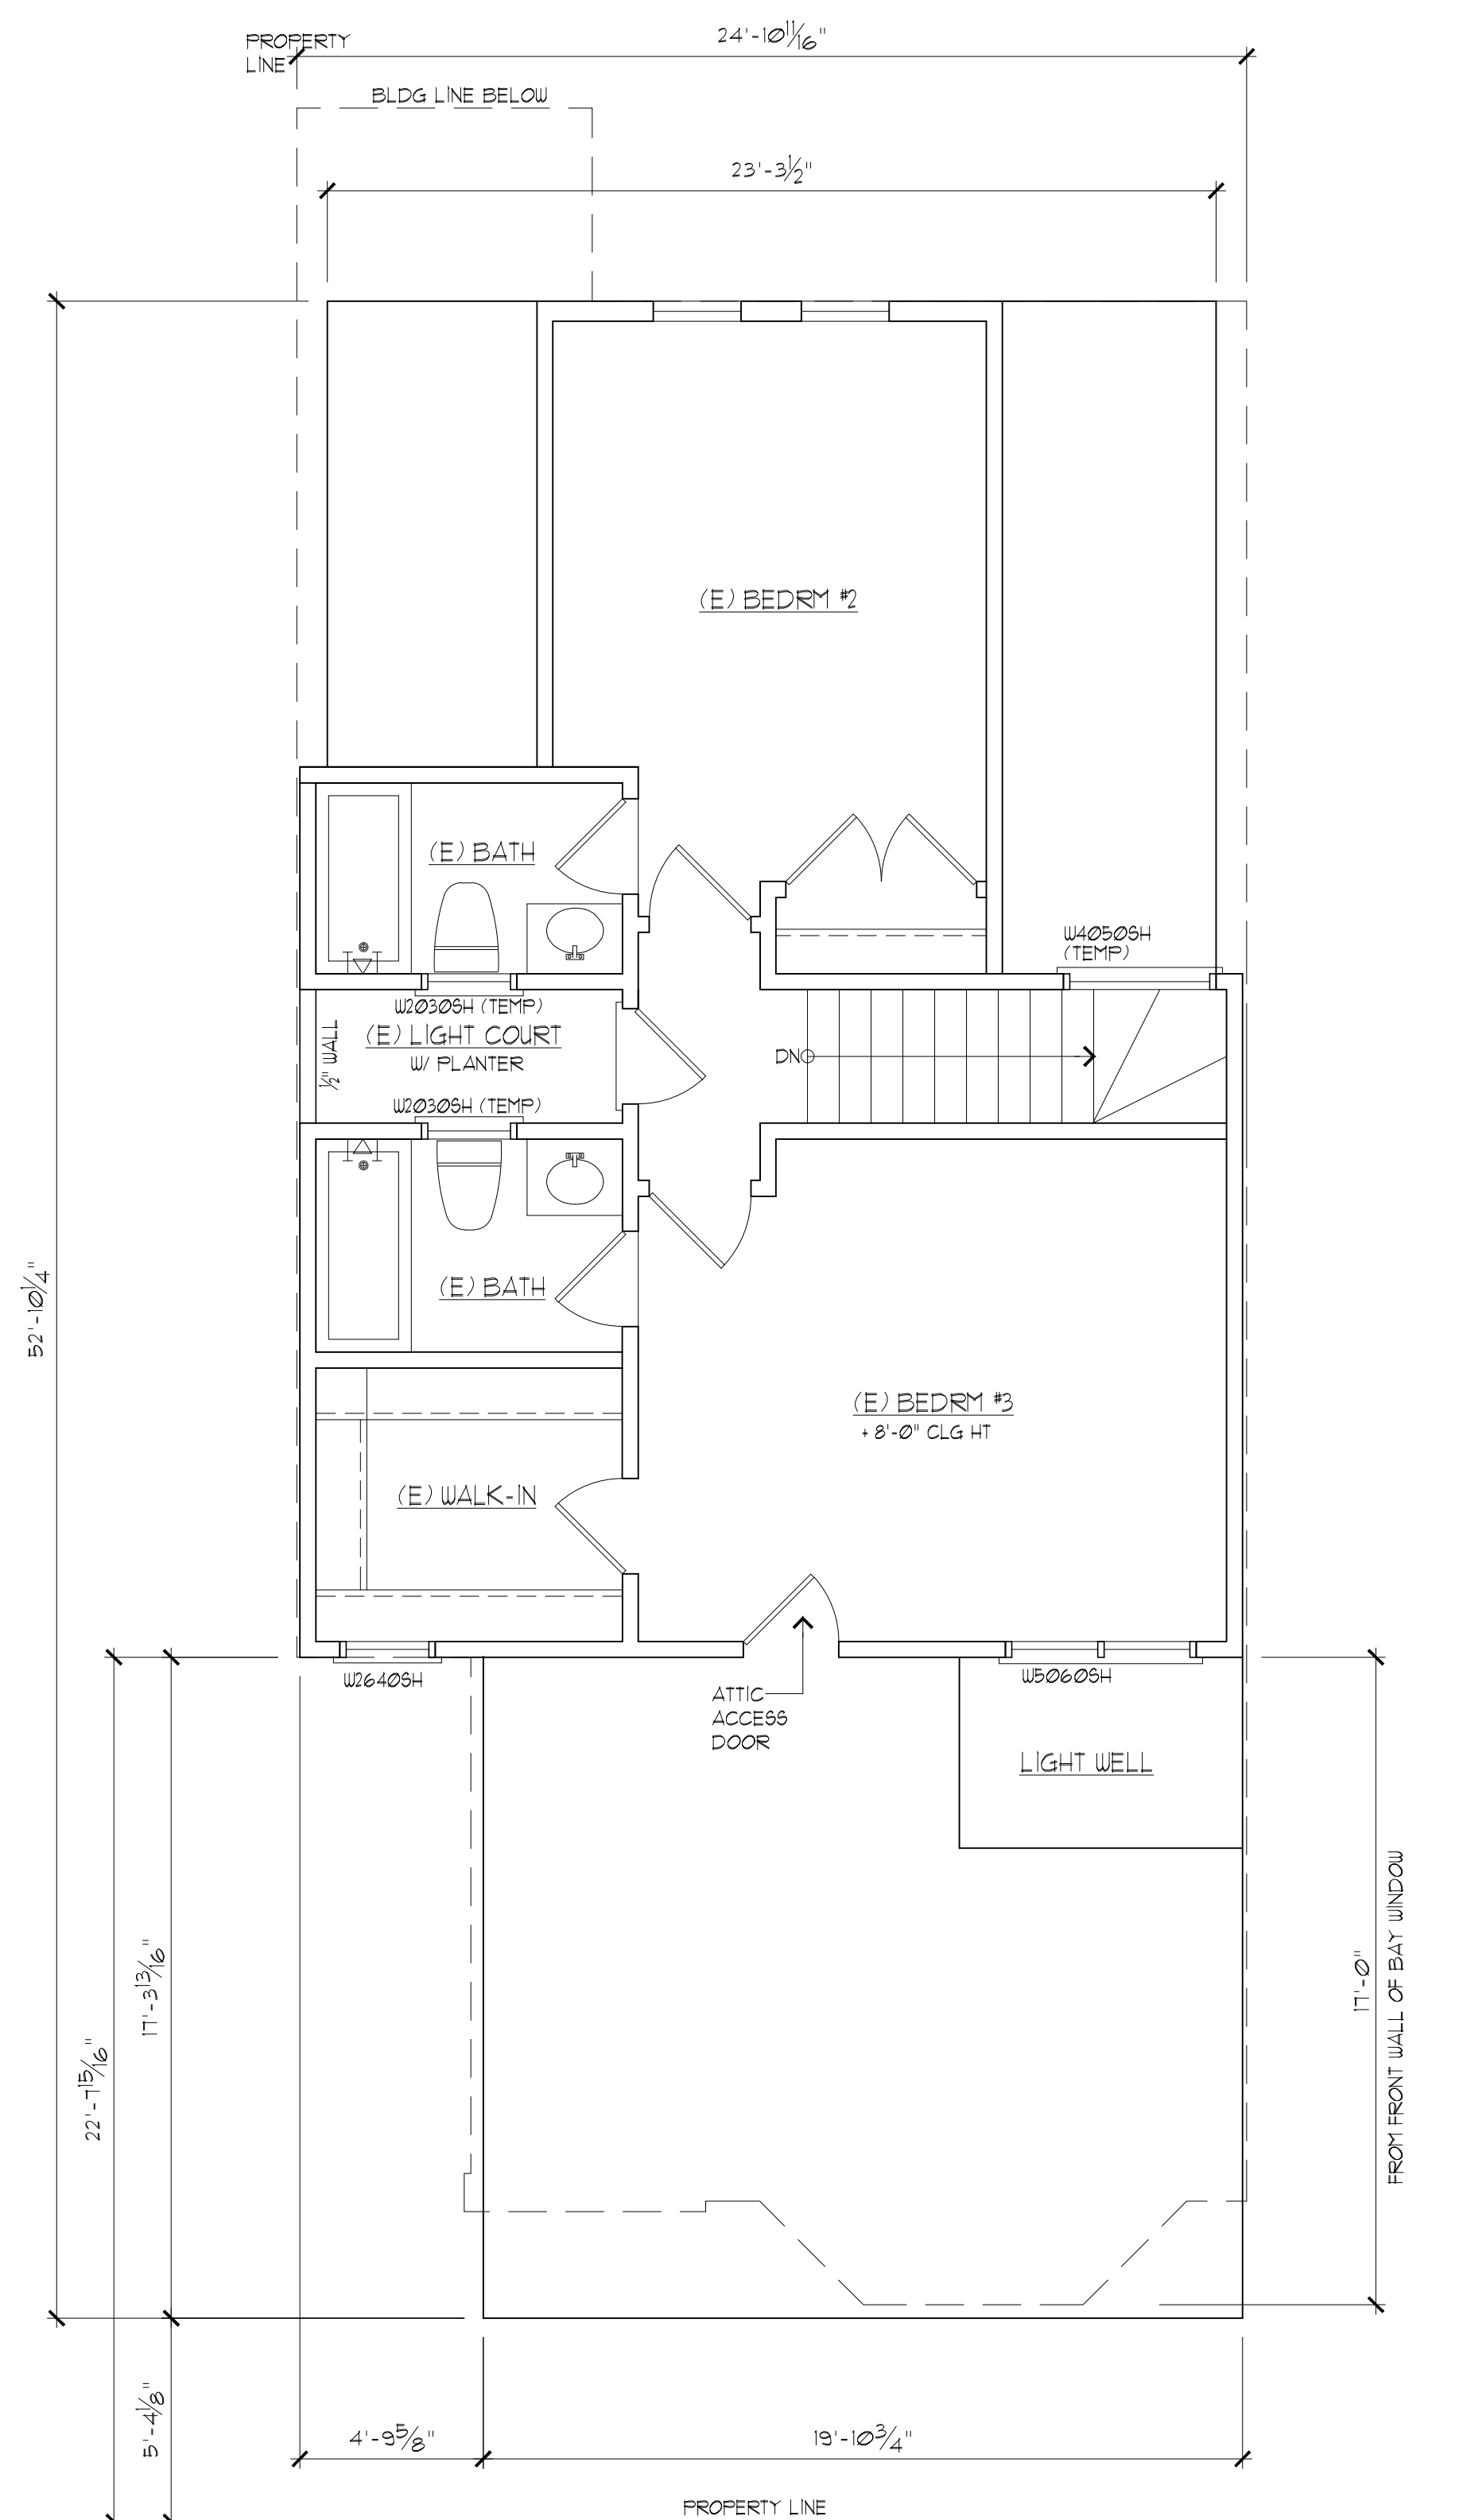 PROPERTY
LINE
24'-10 11/16"
BLDG LINE BELOW
23'-3 1/2"
(E) BEDRM #2
(E) BATH
W4050SH
(TEMP)
W2030SH (TEMP)
(E) LIGHT COURT
W/ PLANTER
1/2" WALL
DN
W2030SH (TEMP)
(E) BATH
52'-10 1/4"
(E) BEDRM #3
+ 8'-0" CLG HT
(E) WALK-IN
W2640SH
W5060SH
ATTIC
ACCESS
DOOR
LIGHT WELL
17'-3 13/16"
22'-7 15/16"
17'-0"
FROM FRONT WALL OF BAY WINDOW
5'-4 1/8"
4'-9 5/8"
19'-10 3/4"
PROPERTY LINE